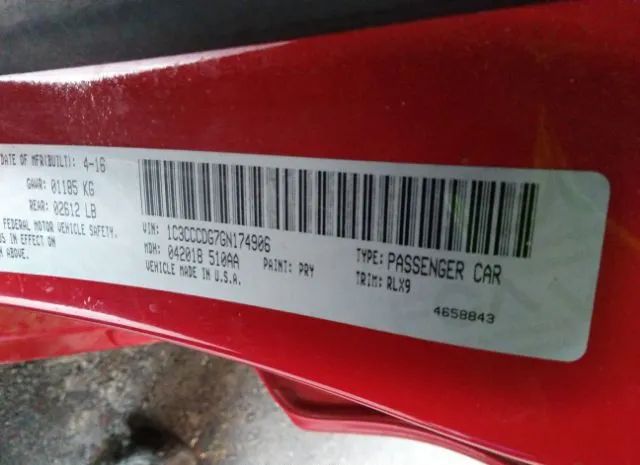 DATE OF MFR(BUILT): 4-16
GAWR: 01185 KG
REAR: 02612 LB
FEDERAL MOTOR VEHICLE SAFETY,
US IN EFFECT
N ABOVE.
VIN: 1C3CCCDG7GN174906
MDH: 042018 510AA
VEHICLE MADE IN U.S.A.
PAINT: PRY
TYPE: PASSENGER CAR
TRIM: RLX9
4658843